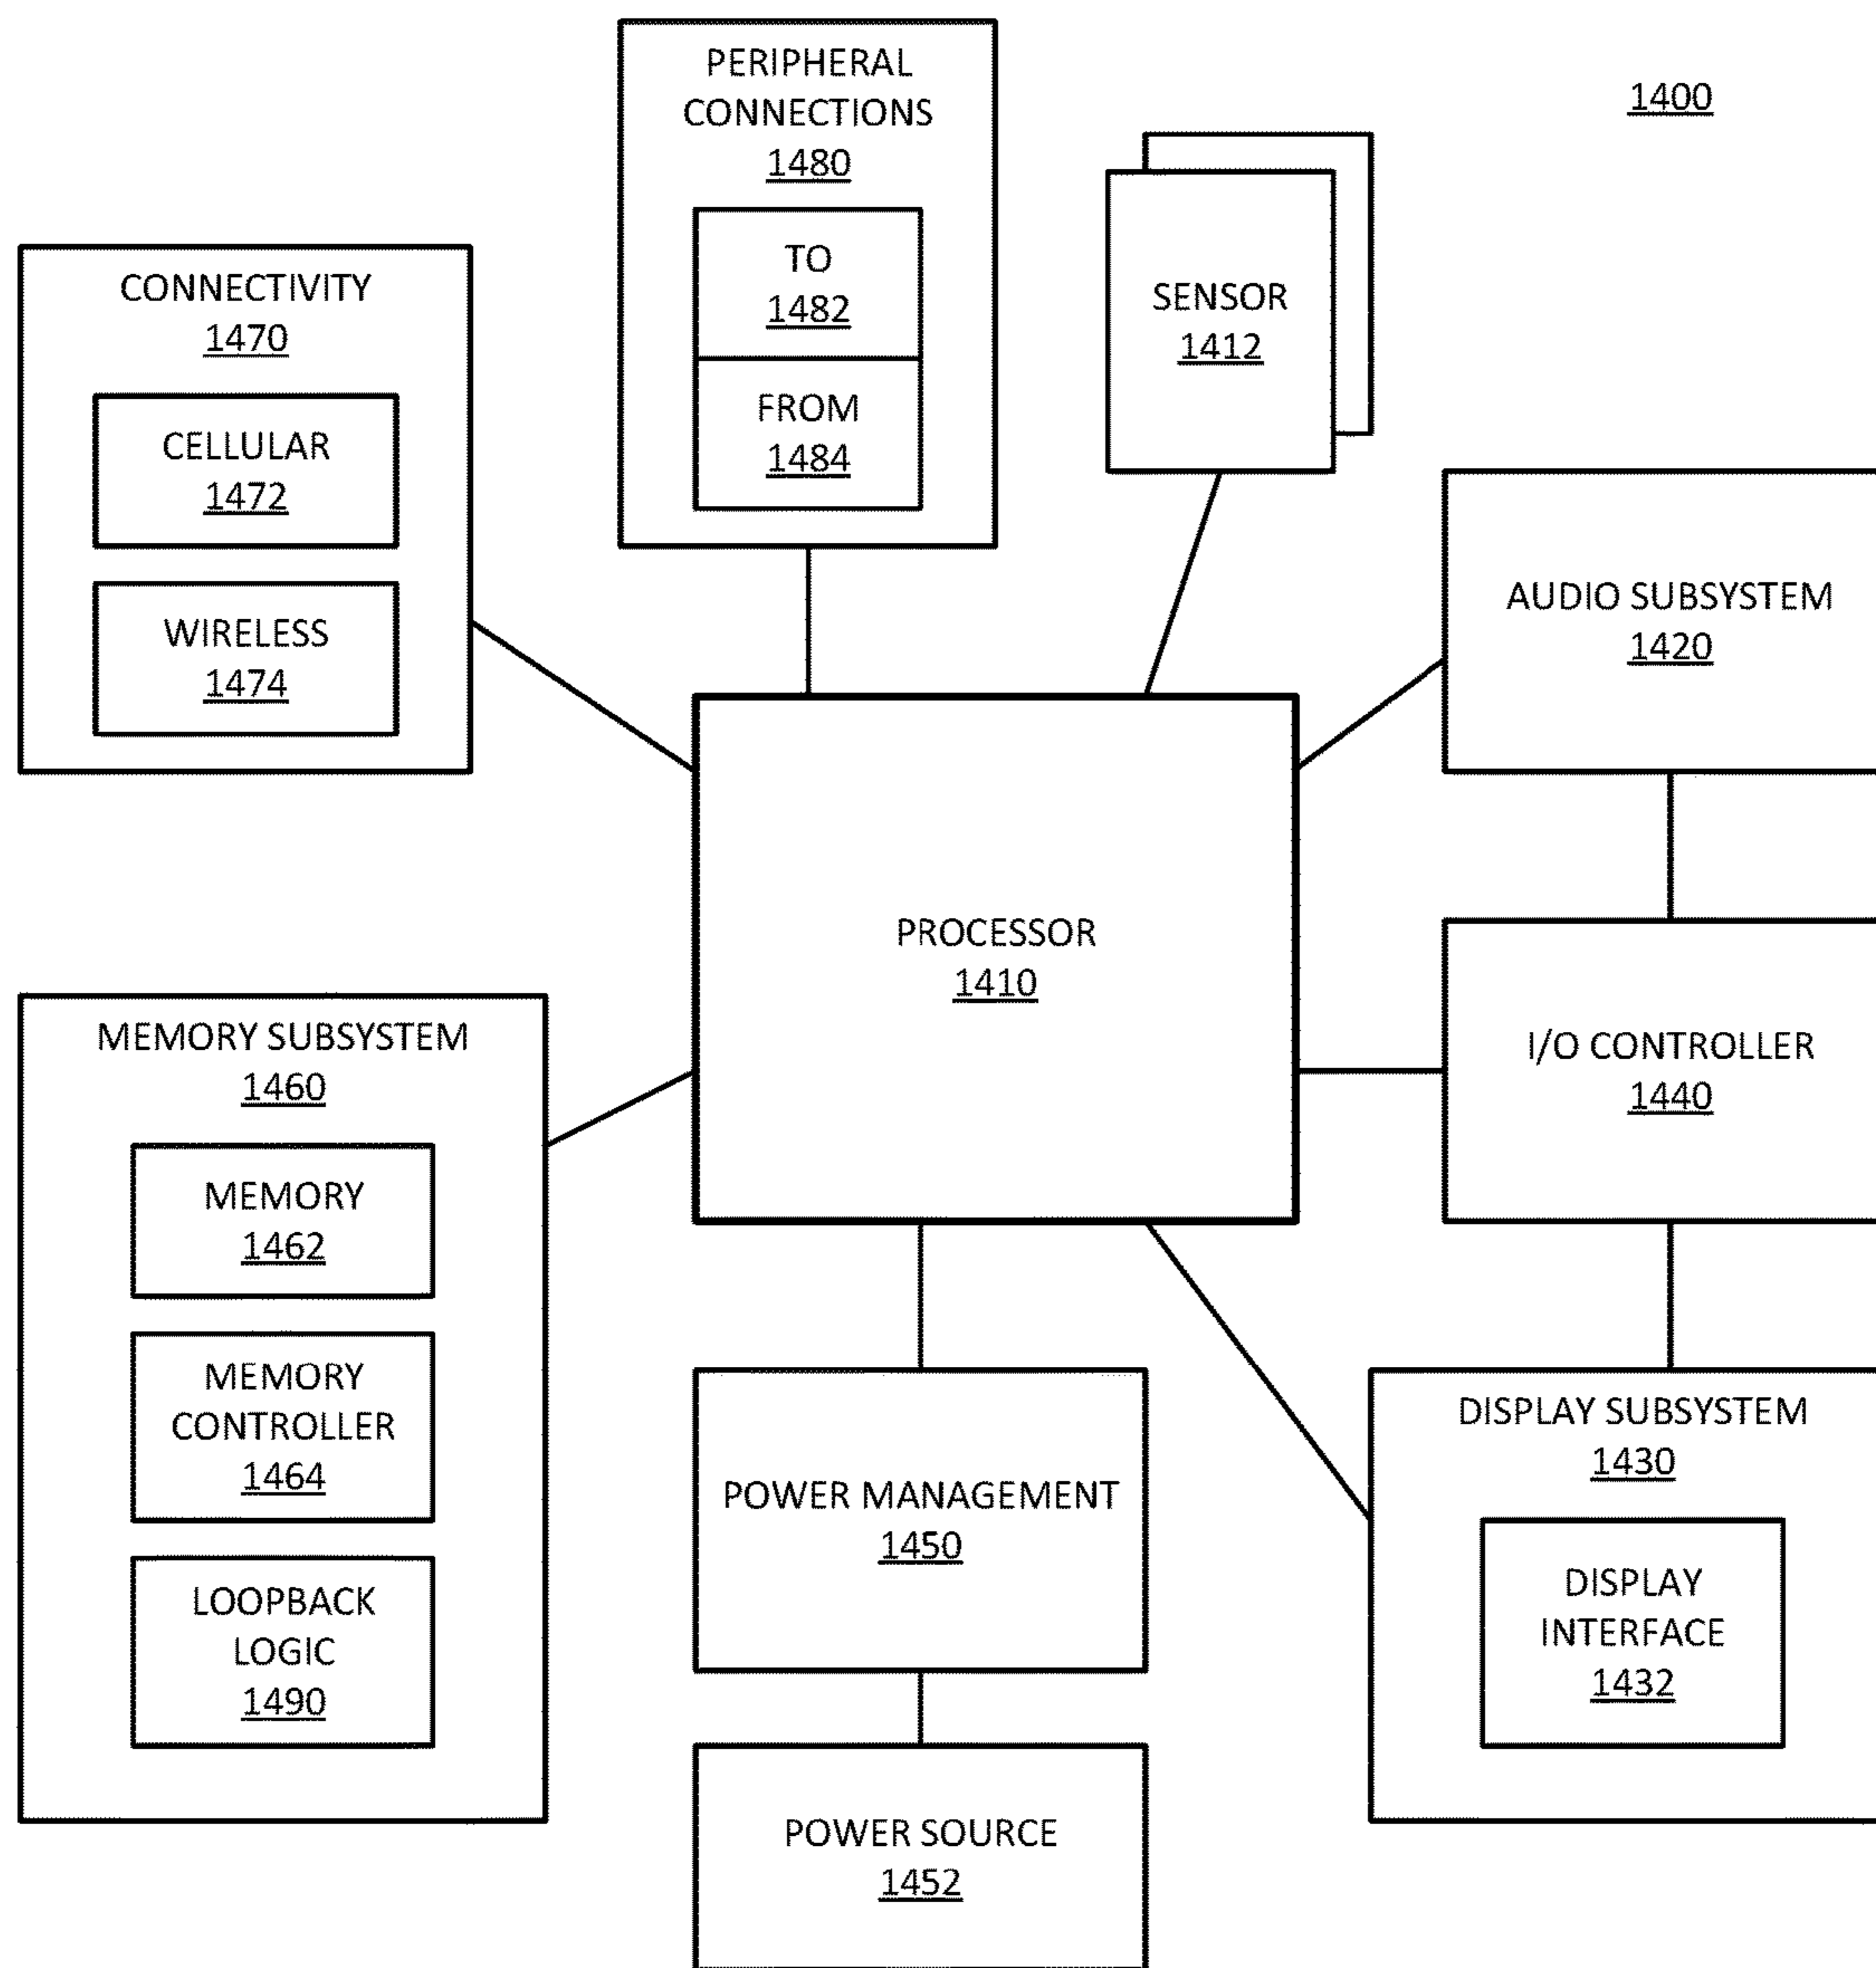 PERIPHERAL
CONNECTIONS
1480
TO
1482
FROM
1484
1400
SENSOR
1412
CONNECTIVITY
1470
CELLULAR
1472
WIRELESS
1474
AUDIO SUBSYSTEM
1420
PROCESSOR
1410
I/O CONTROLLER
1440
MEMORY SUBSYSTEM
1460
MEMORY
1462
MEMORY
CONTROLLER
1464
LOOPBACK
LOGIC
1490
POWER MANAGEMENT
1450
POWER SOURCE
1452
DISPLAY SUBSYSTEM
1430
DISPLAY
INTERFACE
1432